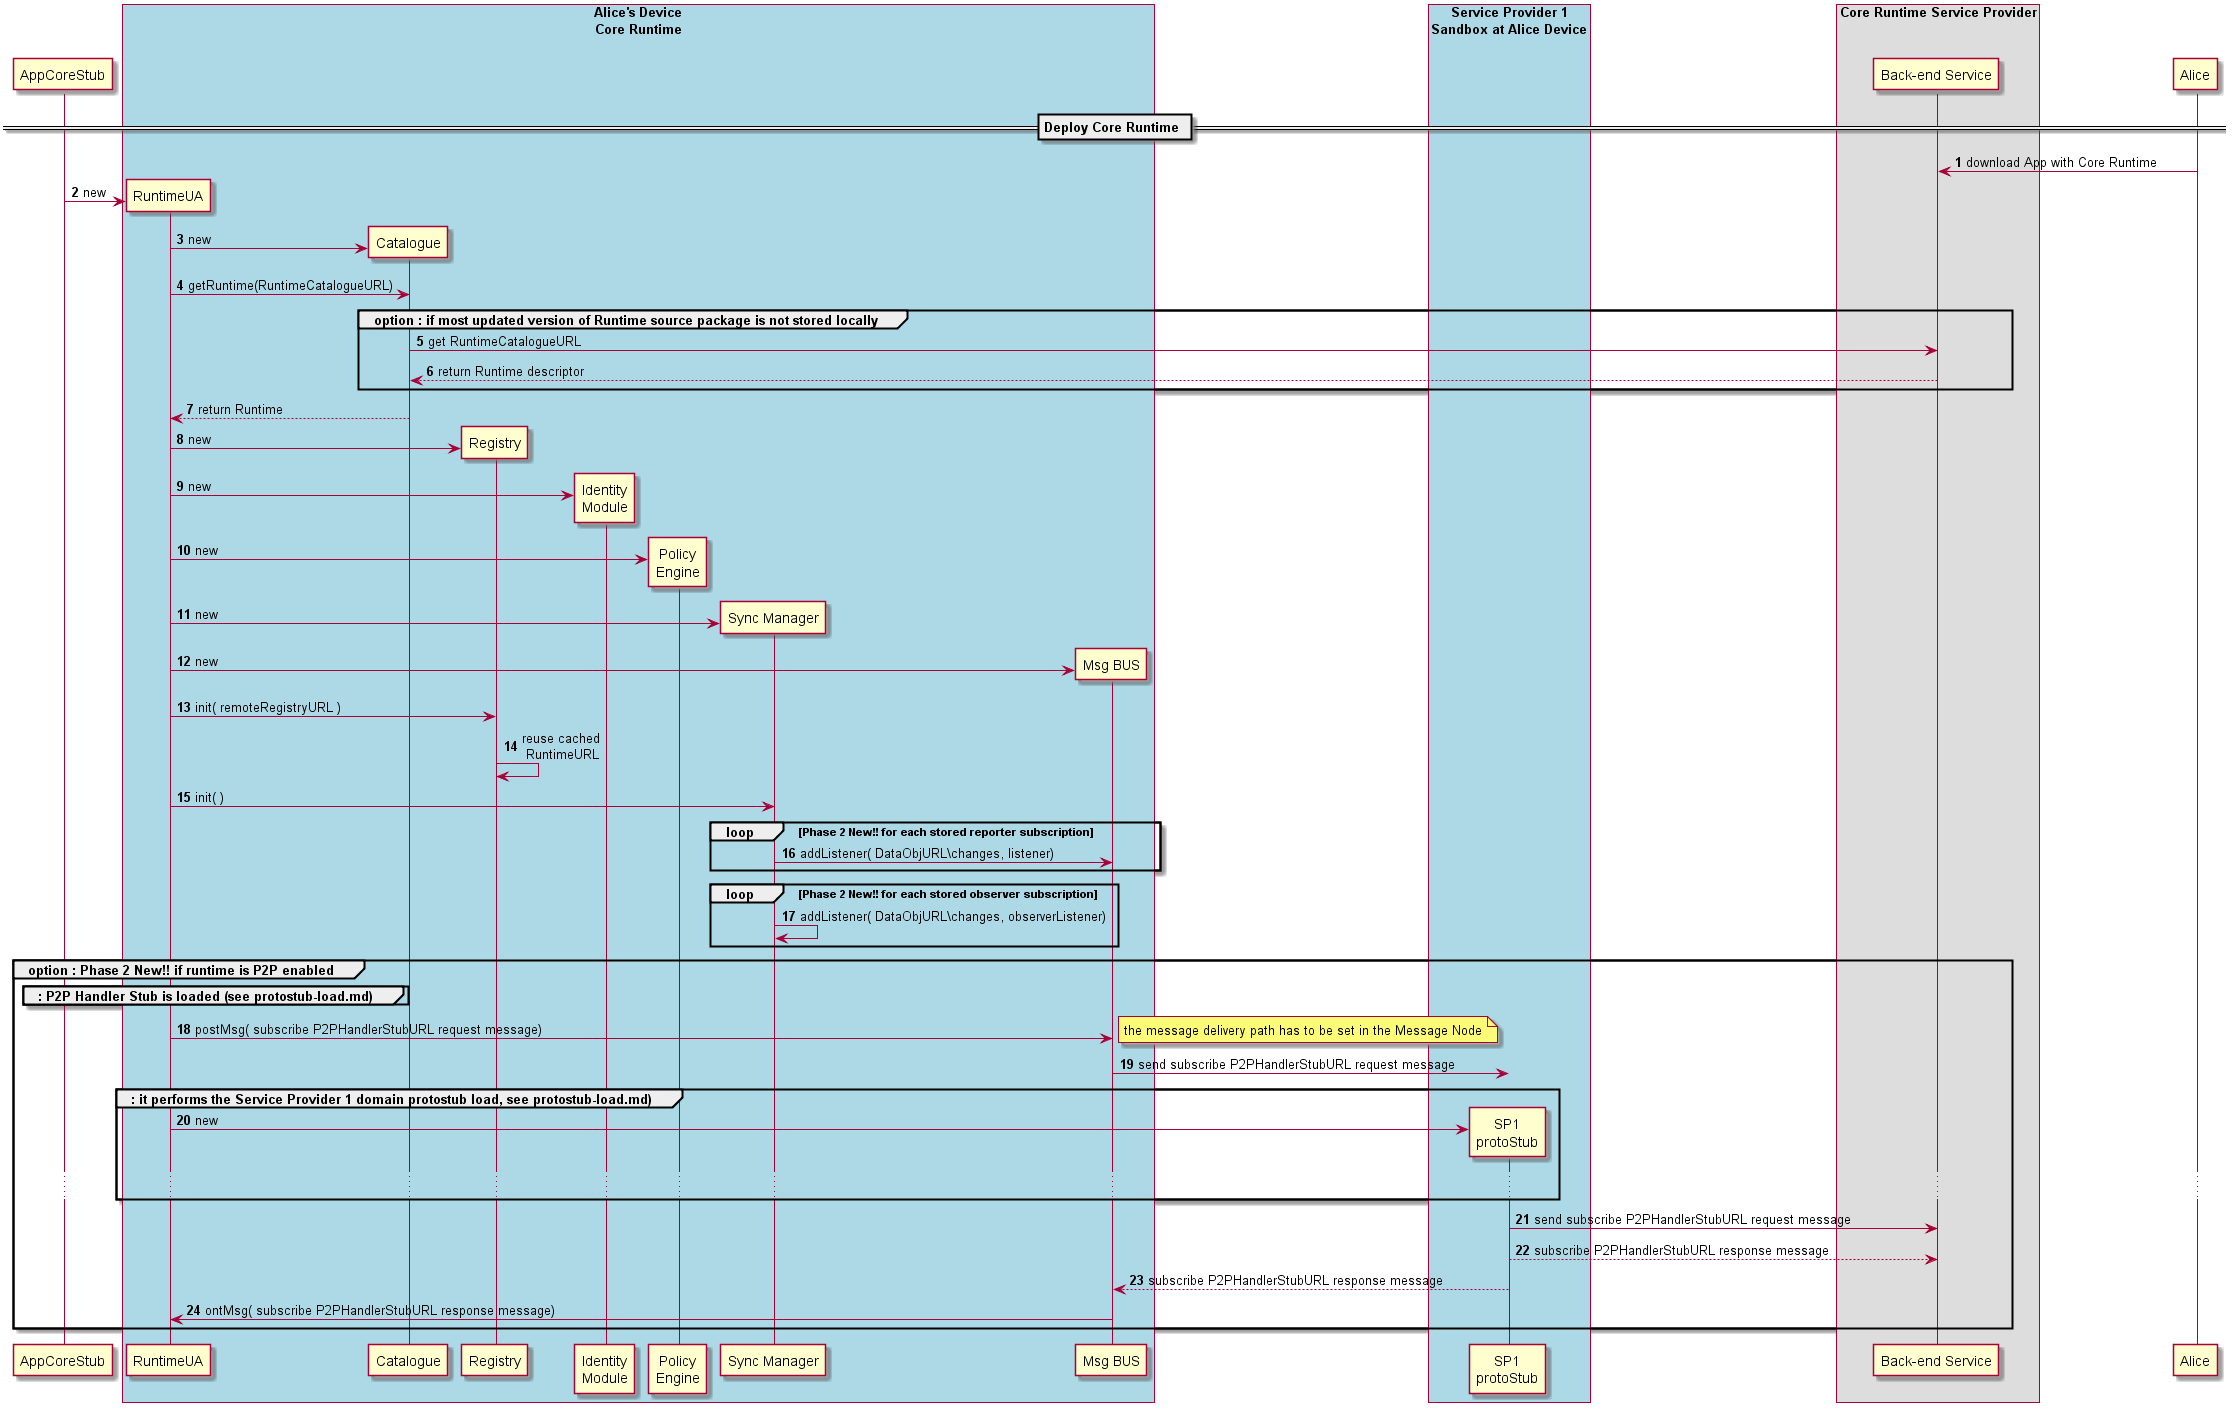 Alice's Device
Core Runtime
Service Provider 1
Sandbox at Alice Device
Core Runtime Service Provider
AppCoreStub
Back-end Service
Alice
Deploy Core Runtime
1 download App with Core Runtime
2 new
RuntimeUA
3 new
Catalogue
4 getRuntime(RuntimeCatalogueURL)
option : if most updated version of Runtime source package is not stored locally
5 get RuntimeCatalogueURL
6 return Runtime descriptor
7 return Runtime
8 new
Registry
9 new
Identity
Module
10 new
Policy
Engine
11 new
Sync Manager
12 new
Msg BUS
13 init( remoteRegistryURL )
14 reuse cached
RuntimeURL
15 init( )
loop [Phase 2 New!! for each stored reporter subscription]
16 addListener( DataObjURL\changes, listener)
loop [Phase 2 New!! for each stored observer subscription]
17 addListener( DataObjURL\changes, observerListener)
option : Phase 2 New!! if runtime is P2P enabled
: P2P Handler Stub is loaded (see protostub-load.md)
18 postMsg( subscribe P2PHandlerStubURL request message)
the message delivery path has to be set in the Message Node
19 send subscribe P2PHandlerStubURL request message
: it performs the Service Provider 1 domain protostub load, see protostub-load.md)
20 new
SP1
protoStub
21 send subscribe P2PHandlerStubURL request message
22 subscribe P2PHandlerStubURL response message
23 subscribe P2PHandlerStubURL response message
24 ontMsg( subscribe P2PHandlerStubURL response message)
AppCoreStub
RuntimeUA
Catalogue
Registry
Identity
Module
Policy
Engine
Sync Manager
Msg BUS
SP1
protoStub
Back-end Service
Alice